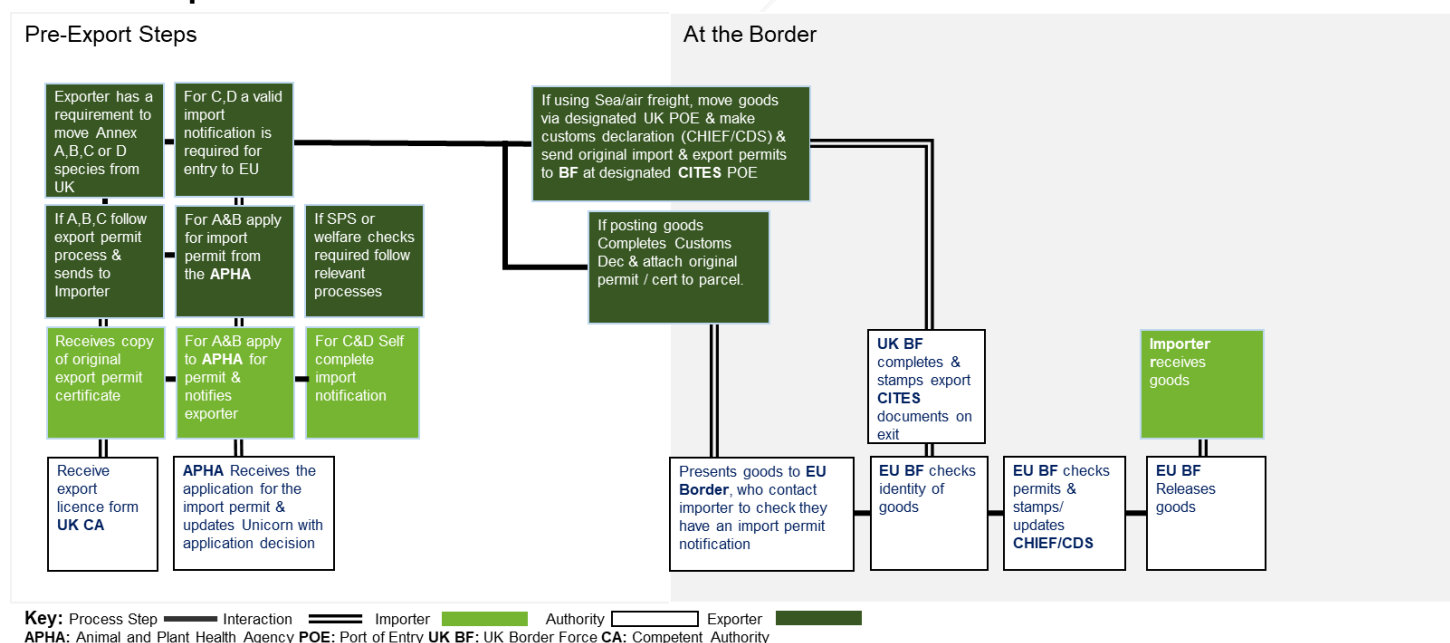 Pre-Export Steps
At the Border
Exporter has a
requirement to
move Annex
A,B,C or D
species from
UK
For C,D a valid
import
notification is
required for
entry to EU
If using Sea/air freight, move goods
via designated UK POE & make
customs declaration (CHIEF/CDS) &
send original import & export permits
to BF at designated CITES POE
If A,B,C follow
export permit
process &
sends to
Importer
For A&B apply
for import
permit from
the APHA
If SPS or
welfare checks
required follow
relevant
processes
If posting goods
Completes Customs
Dec & attach original
permit / cert to parcel.
Receives copy
of original
export permit
certificate
For A&B apply
to APHA for
permit &
notifies
exporter
For C&D Self
complete
import
notification
UK BF
completes &
stamps export
CITES
documents on
exit
Importer
receives
goods
Receive
export
licence form
UK CA
APHA Receives the
application for the
import permit &
updates Unicorn with
application decision
Presents goods to EU
Border, who contact
importer to check they
have an import permit
notification
EU BF checks
identity of
goods
EU BF checks
permits &
stamps/
updates
CHIEF/CDS
EU BF
Releases
goods
Key: Process Step Interaction Importer Authority Exporter
APHA: Animal and Plant Health Agency POE: Port of Entry UK BF: UK Border Force CA: Competent Authority